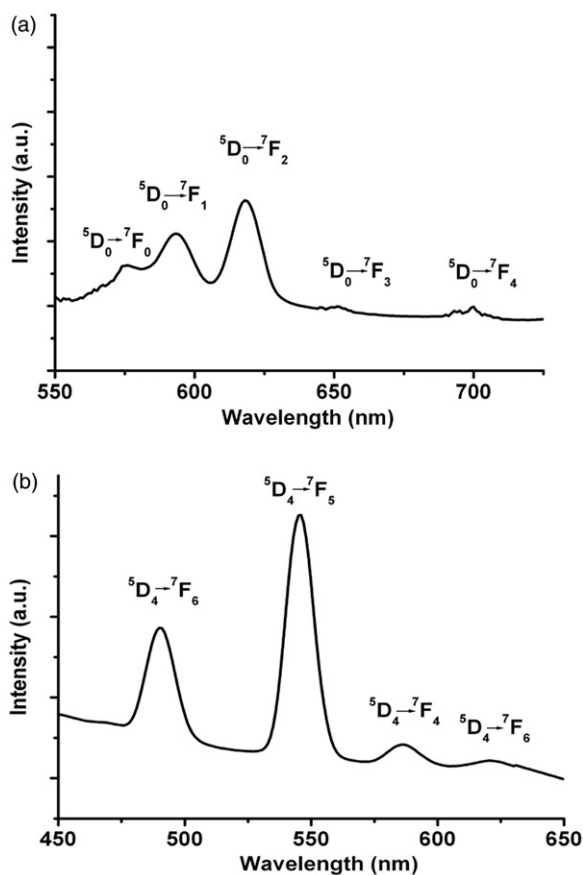 (a)
Intensity (a.u.)
⁵D₀→⁷F₀
⁵D₀→⁷F₁
⁵D₀→⁷F₂
⁵D₀→⁷F₃
⁵D₀→⁷F₄
550 600 650 700
Wavelength (nm)
(b)
Intensity (a.u.)
⁵D₄→⁷F₆
⁵D₄→⁷F₅
⁵D₄→⁷F₄
⁵D₄→⁷F₆
450 500 550 600 650
Wavelength (nm)